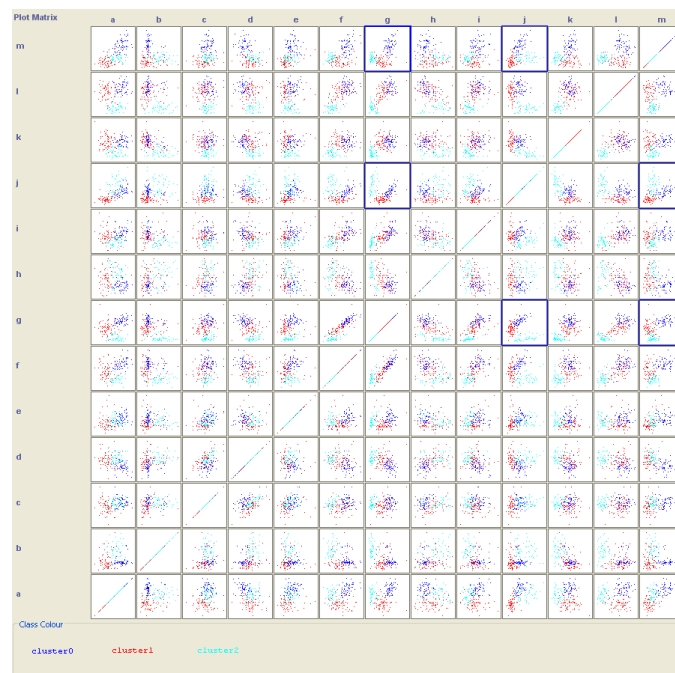 Plot Matrix a b c d e f g h i j k l m
m
l
k
j
i
h
g
f
e
d
c
b
a
Class Colour
cluster0 cluster1 cluster2